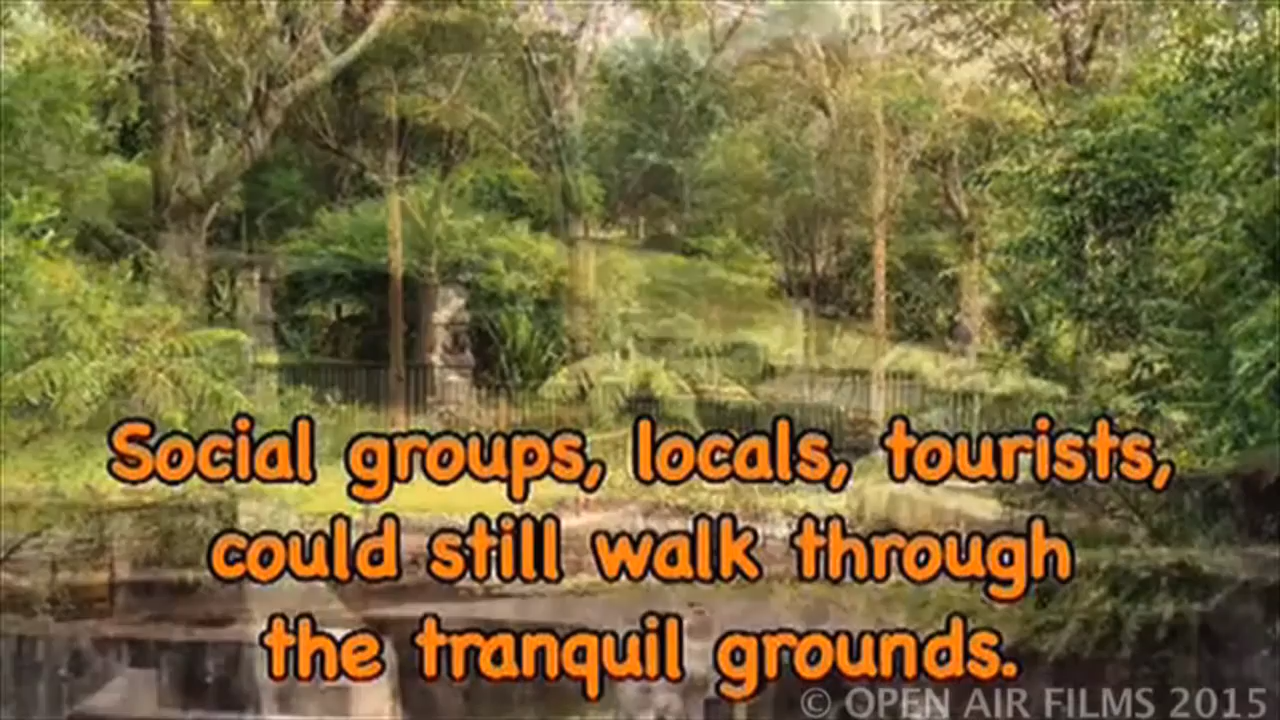 Social groups, locals, tourists,
could still walk through
the tranquil grounds.
© OPEN AIR FILMS 2015